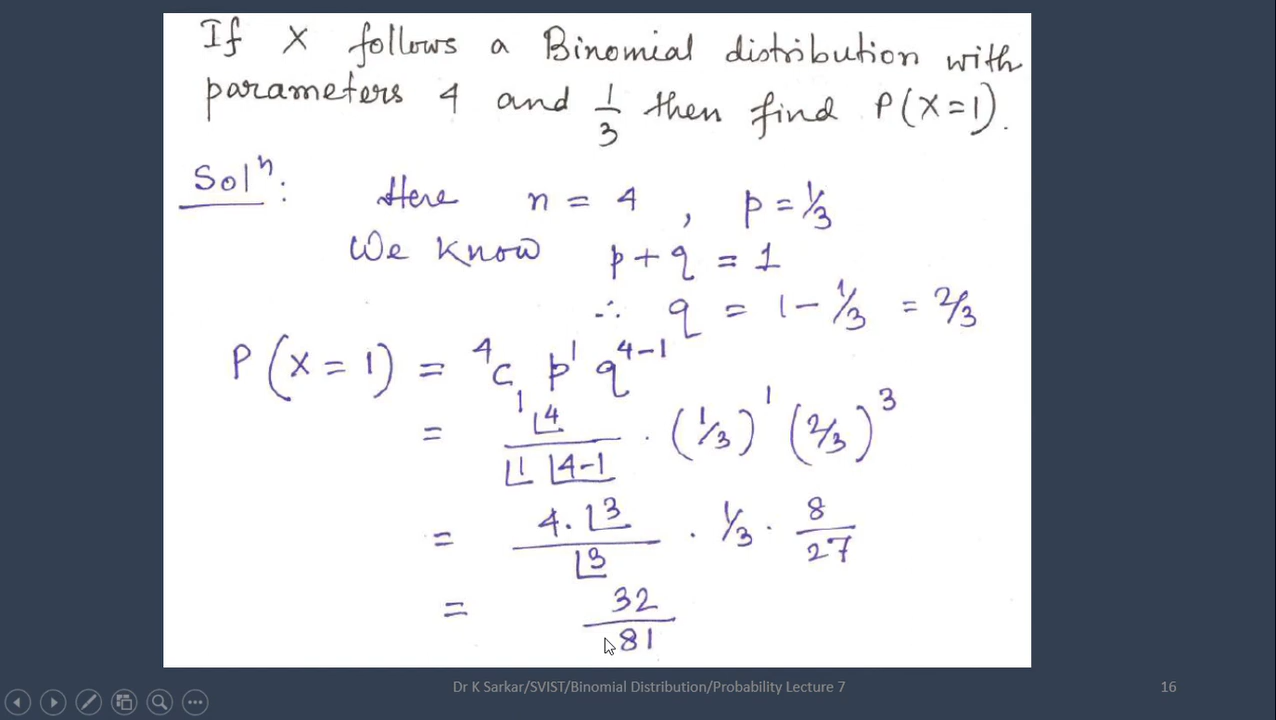 If X follows a Binomial distribution with
parameters 4 and 1/3 then find P(X=1).
Solⁿ: Here n = 4 , p = 1/3
We know p + q = 1
∴ q = 1 - 1/3 = 2/3
P(X = 1) = ⁴C₁ p¹ q⁴⁻¹
= |4 / |1 |4-1 . (1/3)¹ (2/3)³
= 4. |3 / |3 . 1/3 . 8/27
= 32/81
Dr K Sarkar/SVIST/Binomial Distribution/Probability Lecture 7
16